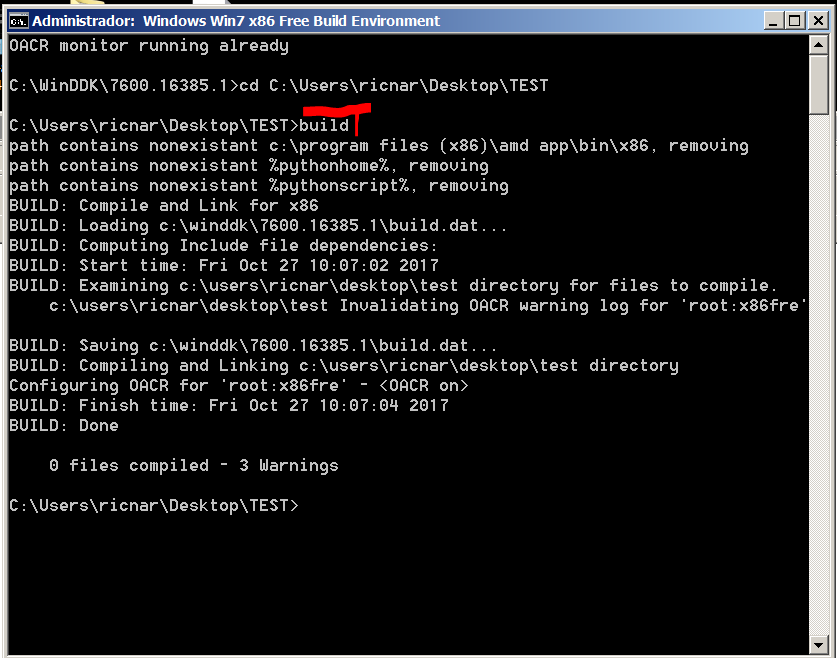 Administrador: Windows Win7 x86 Free Build Environment
OACR monitor running already
C:\WinDDK\7600.16385.1>cd C:\Users\ricnar\Desktop\TEST
C:\Users\ricnar\Desktop\TEST>build
path contains nonexistant c:\program files (x86)\amd app\bin\x86, removing
path contains nonexistant %pythonhome%, removing
path contains nonexistant %pythonscript%, removing
BUILD: Compile and Link for x86
BUILD: Loading c:\winddk\7600.16385.1\build.dat...
BUILD: Computing Include file dependencies:
BUILD: Start time: Fri Oct 27 10:07:02 2017
BUILD: Examining c:\users\ricnar\desktop\test directory for files to compile.
c:\users\ricnar\desktop\test Invalidating OACR warning log for 'root:x86fre'
BUILD: Saving c:\winddk\7600.16385.1\build.dat...
BUILD: Compiling and Linking c:\users\ricnar\desktop\test directory
Configuring OACR for 'root:x86fre' - <OACR on>
BUILD: Finish time: Fri Oct 27 10:07:04 2017
BUILD: Done
0 files compiled - 3 Warnings
C:\Users\ricnar\Desktop\TEST>